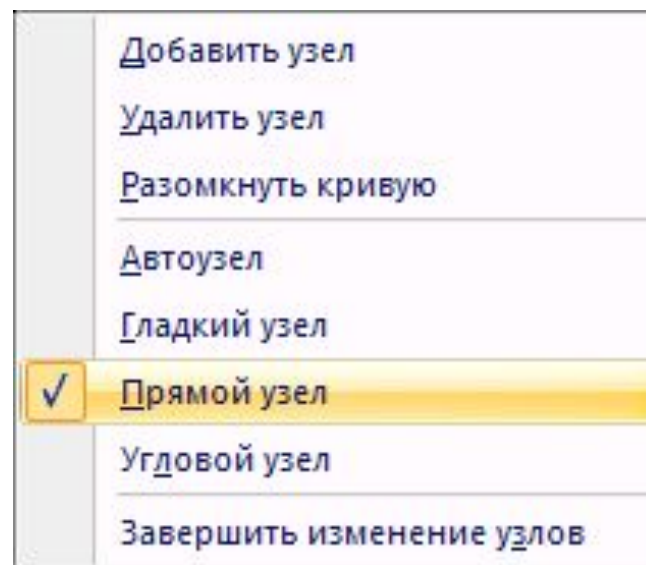 Добавить узел
Удалить узел
Разомкнуть кривую
Автоузел
Гладкий узел
Прямой узел
Угловой узел
Завершить изменение узлов